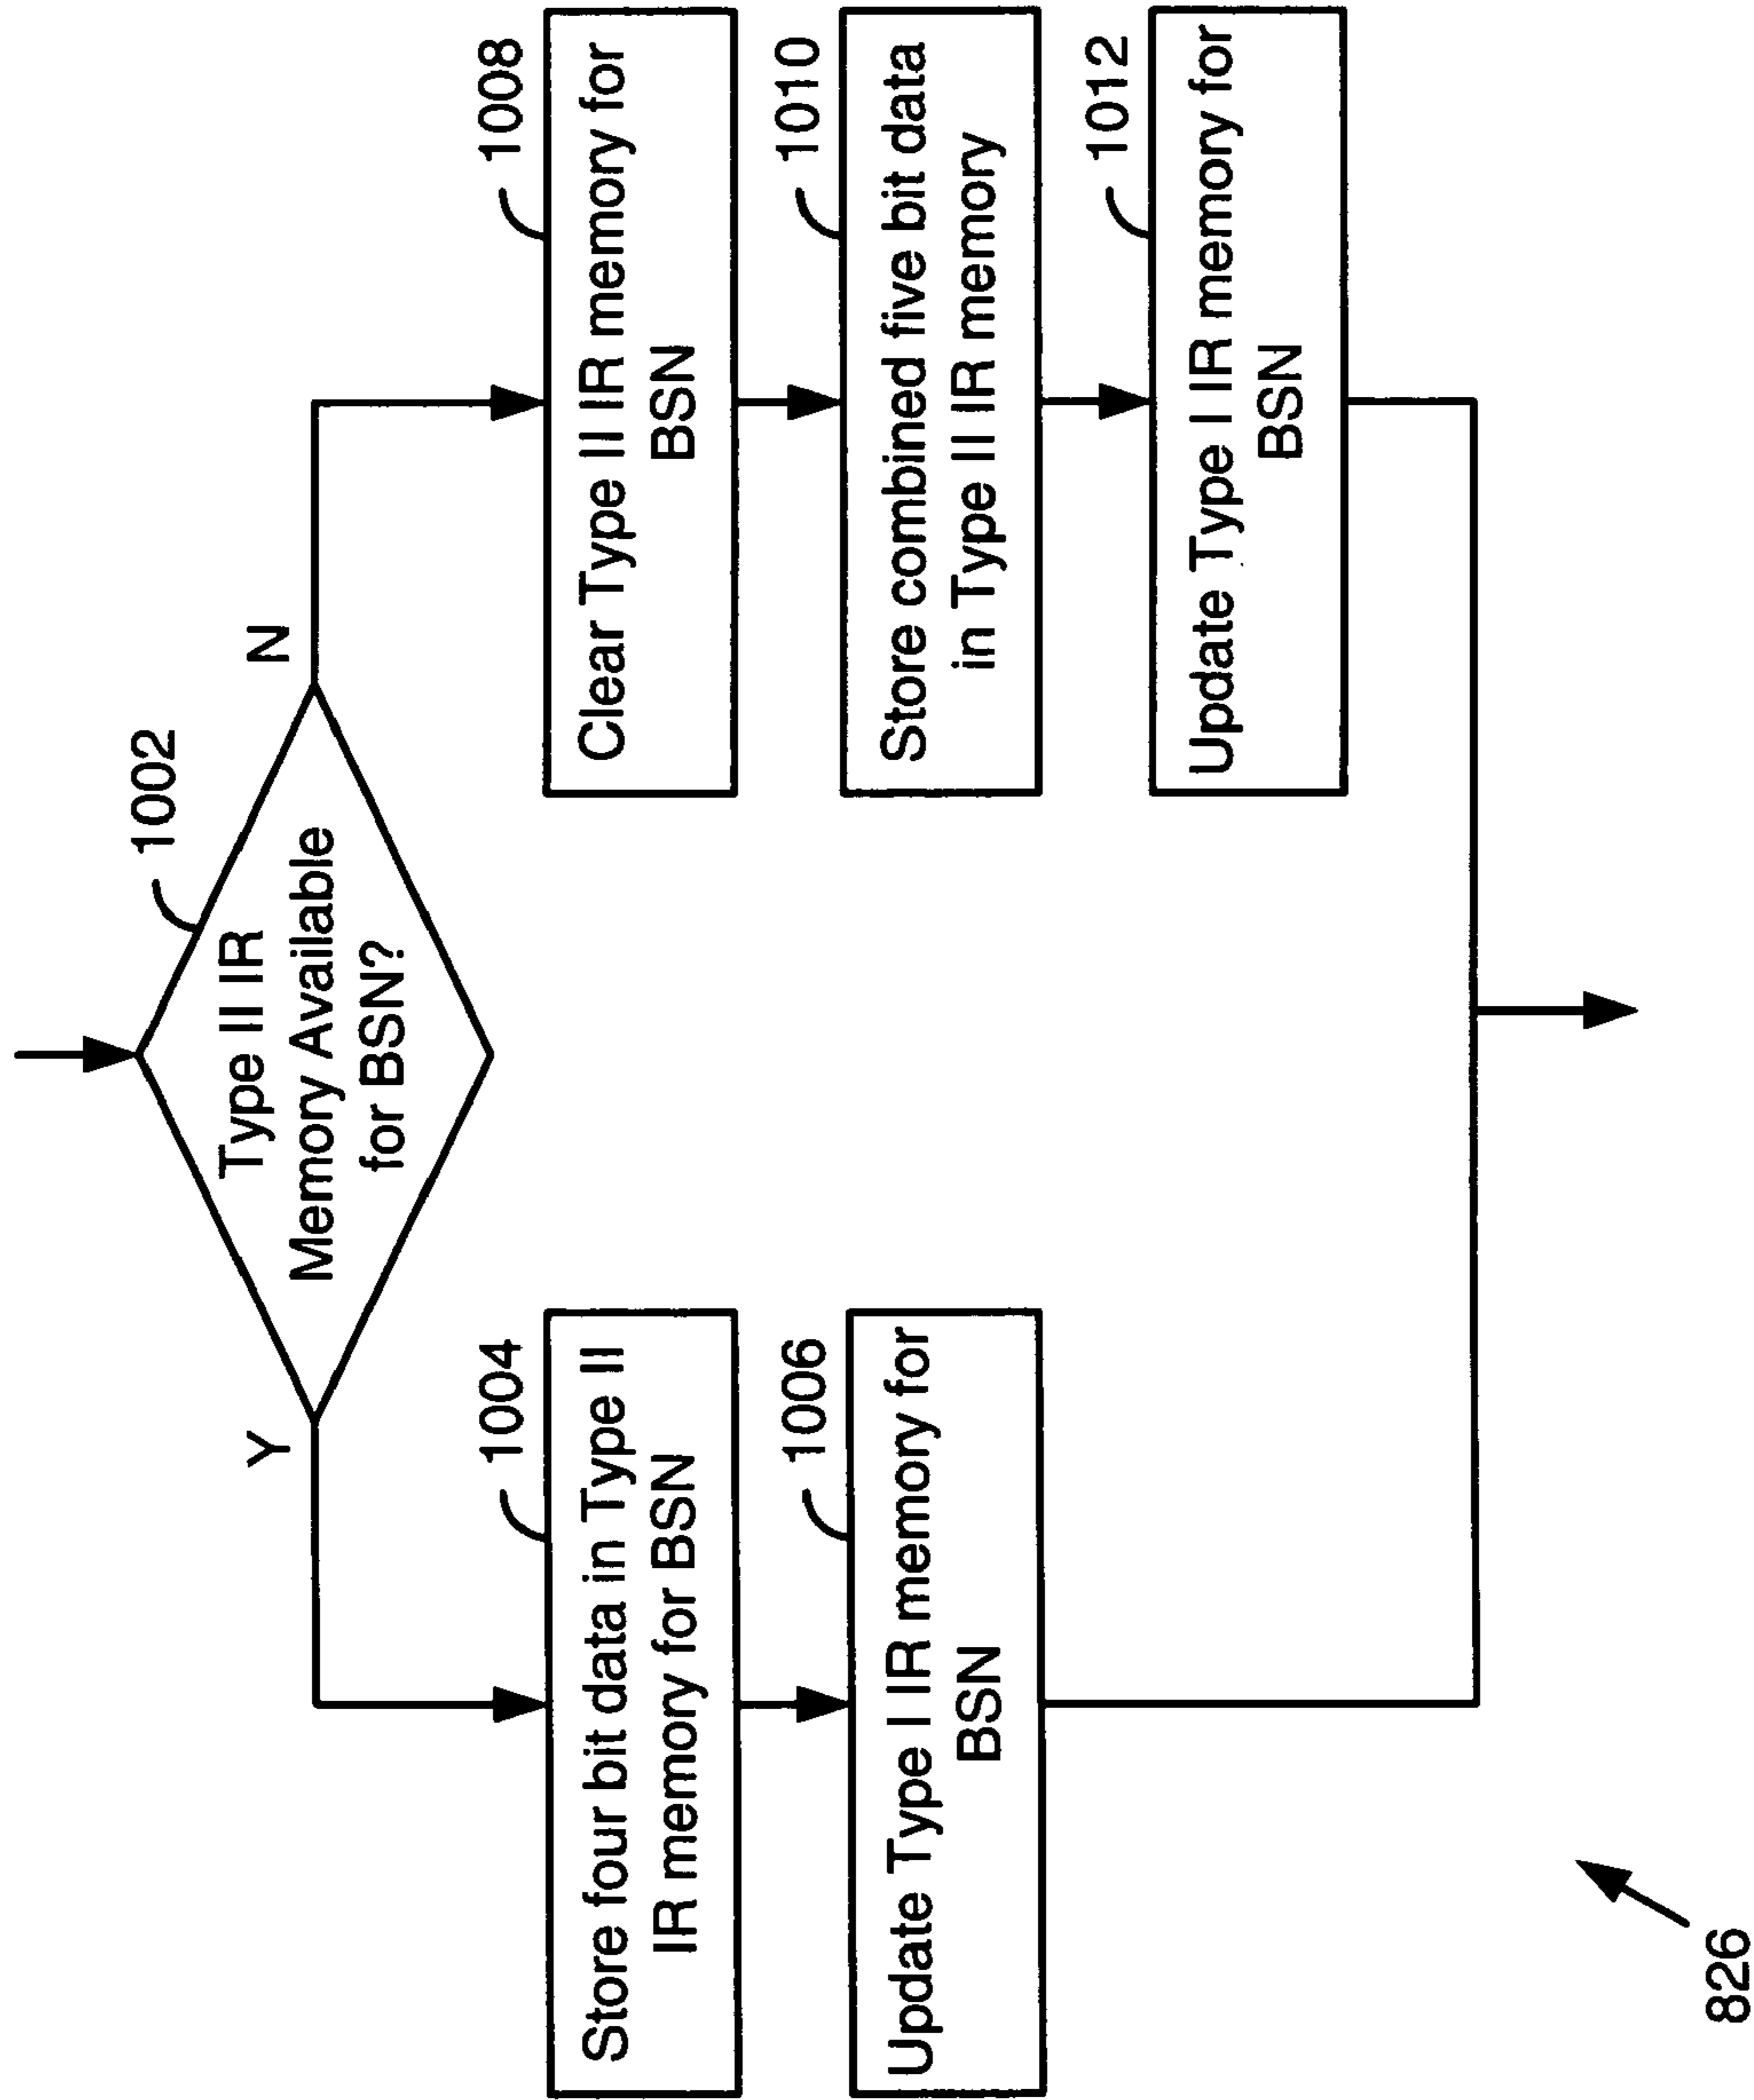 1002
Type II IR
Memory Available
for BSN?
Y
N
1004
Store four bit data in Type II
IR memory for BSN
1006
Update Type I IR memory for
BSN
1008
Clear Type II IR memory for
BSN
1010
Store combined five bit data
in Type II IR memory
1012
Update Type I IR memory for
BSN
826